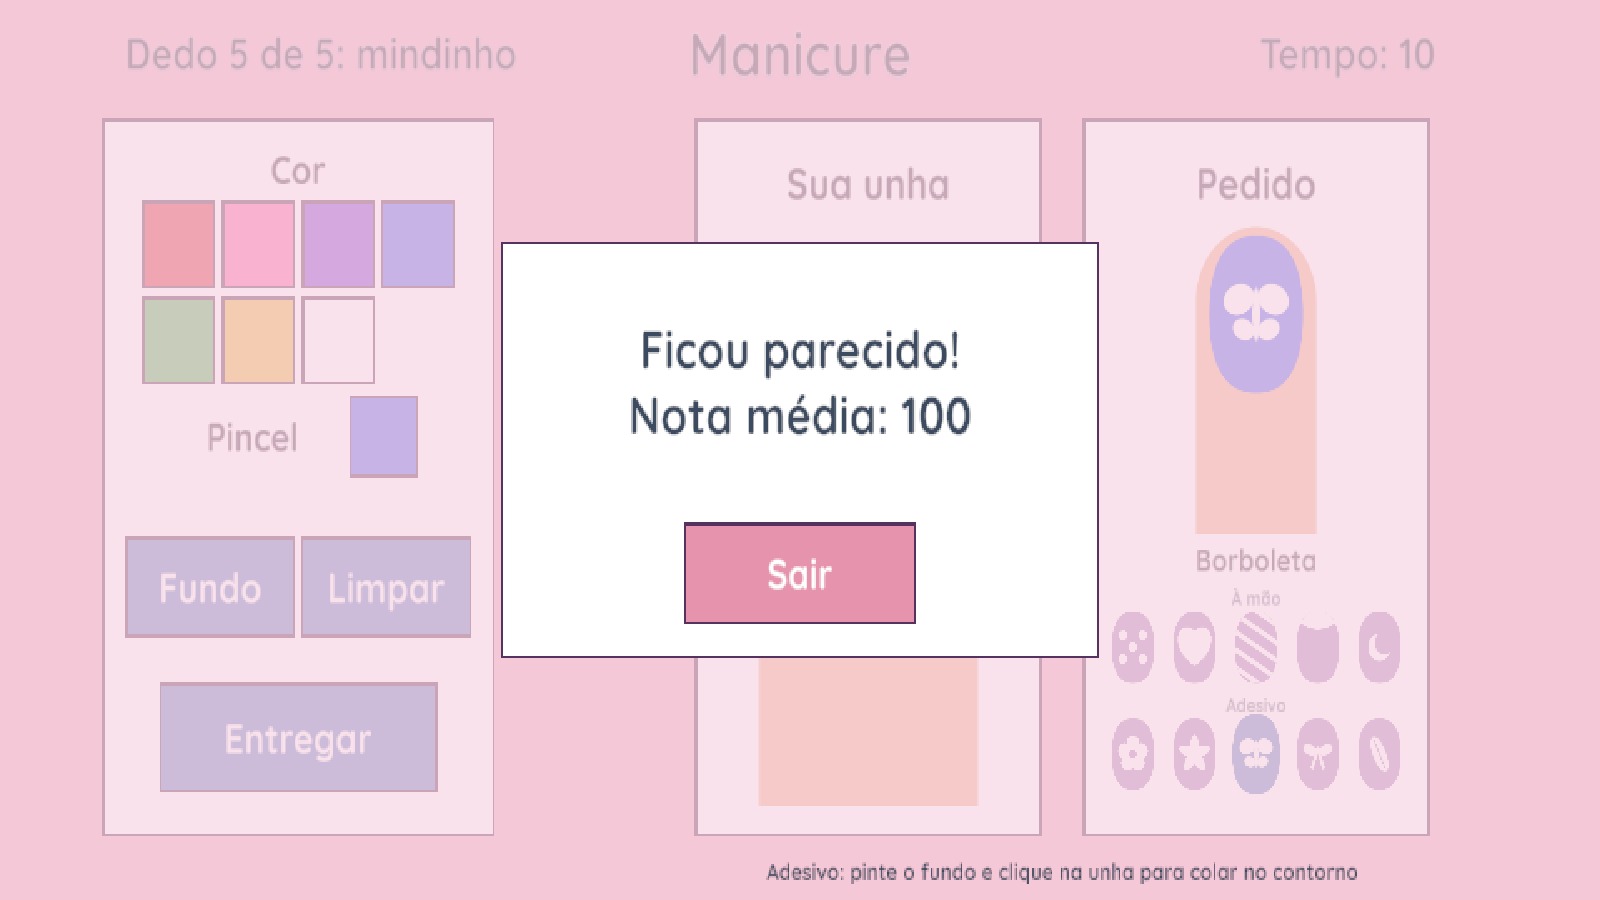 Dedo 5 de 5: mindinho
Manicure
Tempo: 10
Cor
Pincel
Fundo
Limpar
Entregar
Sua unha
Ficou parecido!
Nota média: 100
Sair
Pedido
Borboleta
À mão
Adesivo
Adesivo: pinte o fundo e clique na unha para colar no contorno